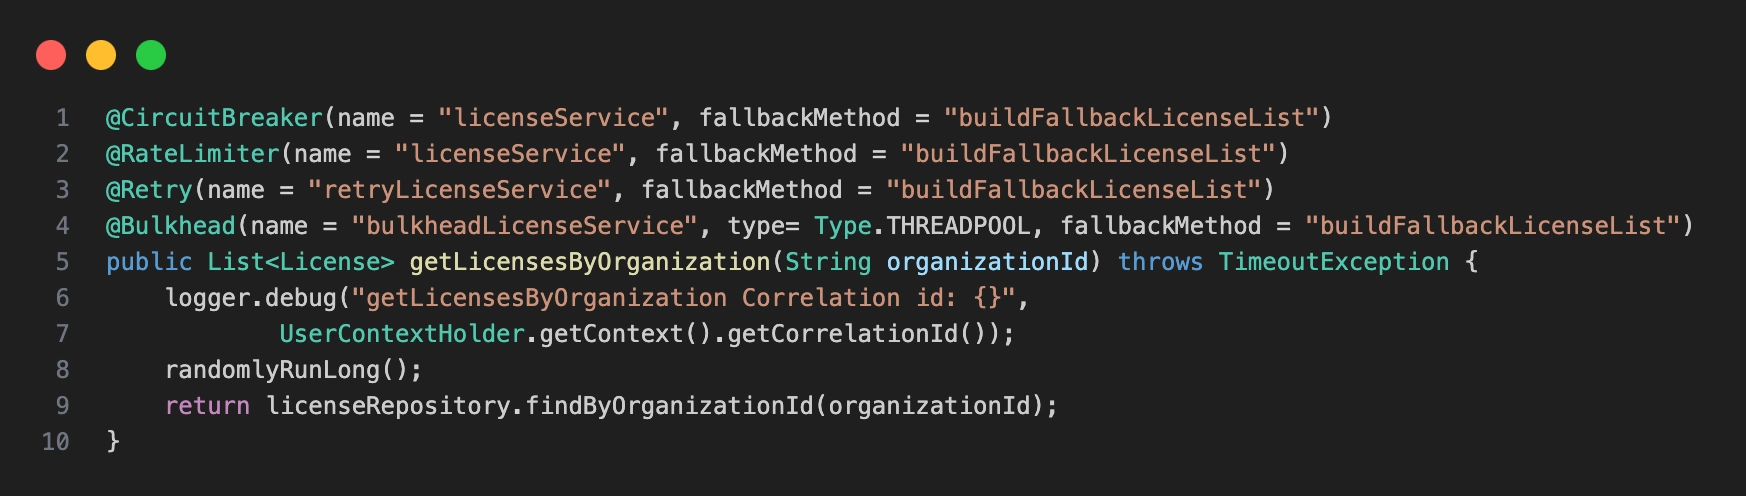 1 @CircuitBreaker(name = "licenseService", fallbackMethod = "buildFallbackLicenseList")
2 @RateLimiter(name = "licenseService", fallbackMethod = "buildFallbackLicenseList")
3 @Retry(name = "retryLicenseService", fallbackMethod = "buildFallbackLicenseList")
4 @Bulkhead(name = "bulkheadLicenseService", type= Type.THREADPOOL, fallbackMethod = "buildFallbackLicenseList")
5 public List<License> getLicensesByOrganization(String organizationId) throws TimeoutException {
6     logger.debug("getLicensesByOrganization Correlation id: {}",
7             UserContextHolder.getContext().getCorrelationId());
8     randomlyRunLong();
9     return licenseRepository.findByOrganizationId(organizationId);
10 }